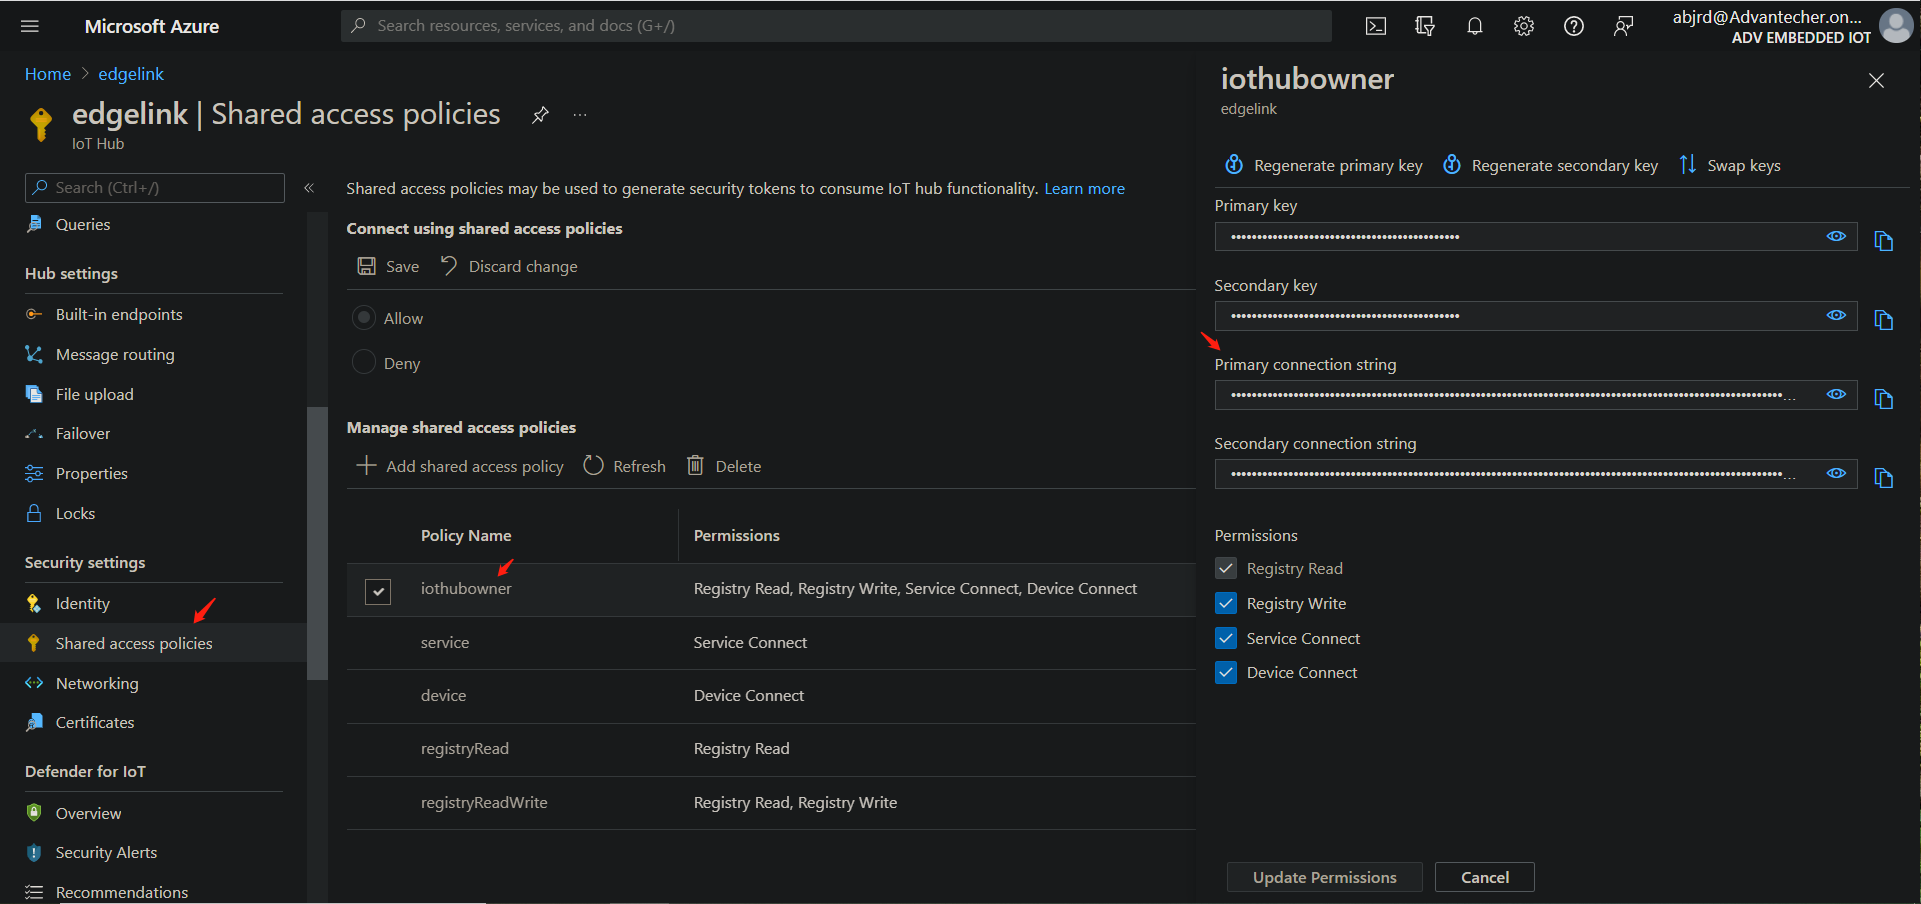 Microsoft Azure
Search resources, services, and docs (G+/)
abjrd@Advantecher.on...
ADV EMBEDDED IOT
Home > edgelink
edgelink | Shared access policies
...
IoT Hub
Search (Ctrl+/)
«
Queries
Hub settings
Built-in endpoints
Message routing
File upload
Failover
Properties
Locks
Security settings
Identity
Shared access policies
Networking
Certificates
Defender for IoT
Overview
Security Alerts
Recommendations
Shared access policies may be used to generate security tokens to consume IoT hub functionality. Learn more
Connect using shared access policies
Save Discard change
Allow
Deny
Manage shared access policies
Add shared access policy Refresh Delete
Policy Name Permissions
iothubowner Registry Read, Registry Write, Service Connect, Device Connect
service Service Connect
device Device Connect
registryRead Registry Read
registryReadWrite Registry Read, Registry Write
iothubowner
edgelink
Regenerate primary key Regenerate secondary key Swap keys
Primary key
Secondary key
Primary connection string
Secondary connection string
Permissions
Registry Read
Registry Write
Service Connect
Device Connect
Update Permissions Cancel